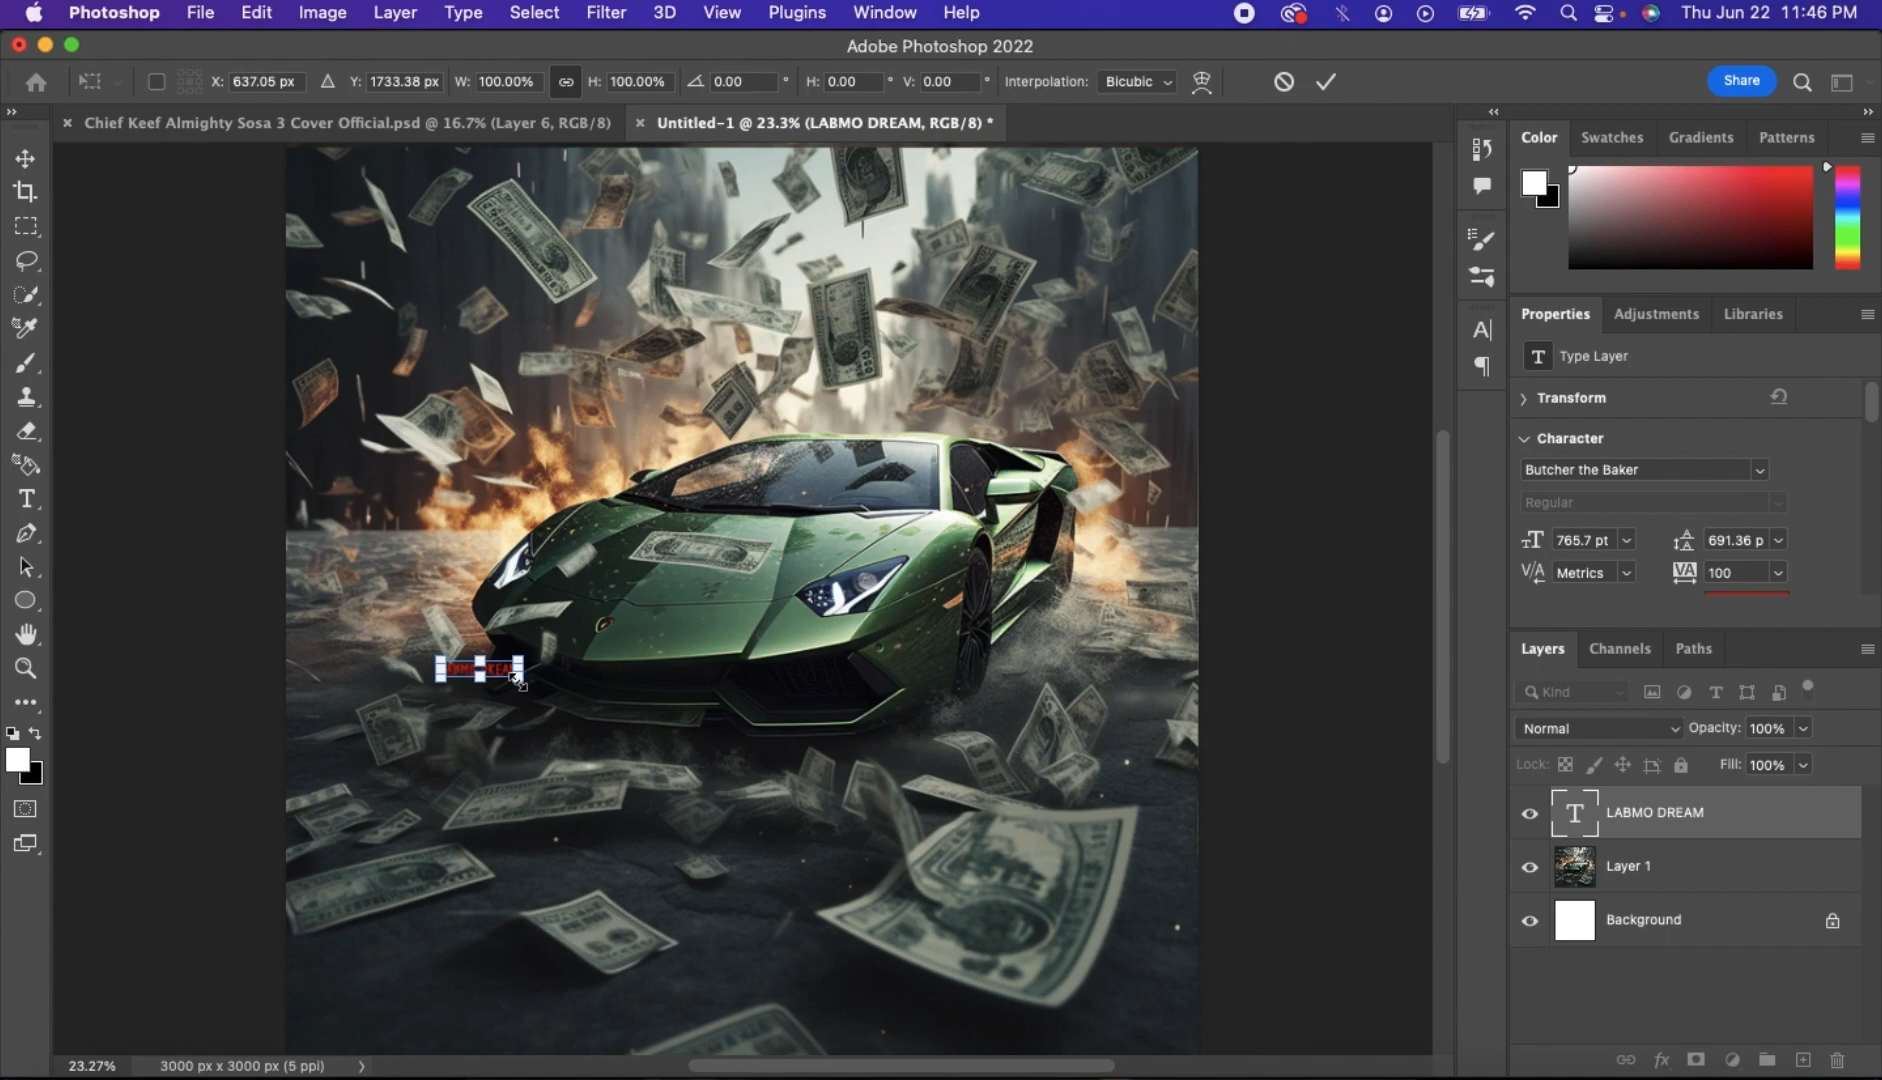 Photoshop File Edit Image Layer Type Select Filter 3D View Plugins Window Help Thu Jun 22 11:46 PM
Adobe Photoshop 2022
X: 637.05 px Y: 1733.38 px W: 100.00% H: 100.00% 0.00 ° H: 0.00 ° V: 0.00 ° Interpolation: Bicubic Share
Chief Keef Almighty Sosa 3 Cover Official.psd @ 16.7% (Layer 6, RGB/8) Untitled-1 @ 23.3% (LABMO DREAM, RGB/8) *
Color Swatches Gradients Patterns
Properties Adjustments Libraries
T Type Layer
Transform
Character
Butcher the Baker
Regular
765.7 pt 691.36 p
Metrics 100
Layers Channels Paths
Kind
Normal Opacity: 100%
Lock: Fill: 100%
T LABMO DREAM
Layer 1
Background
23.27% 3000 px x 3000 px (5 ppi)